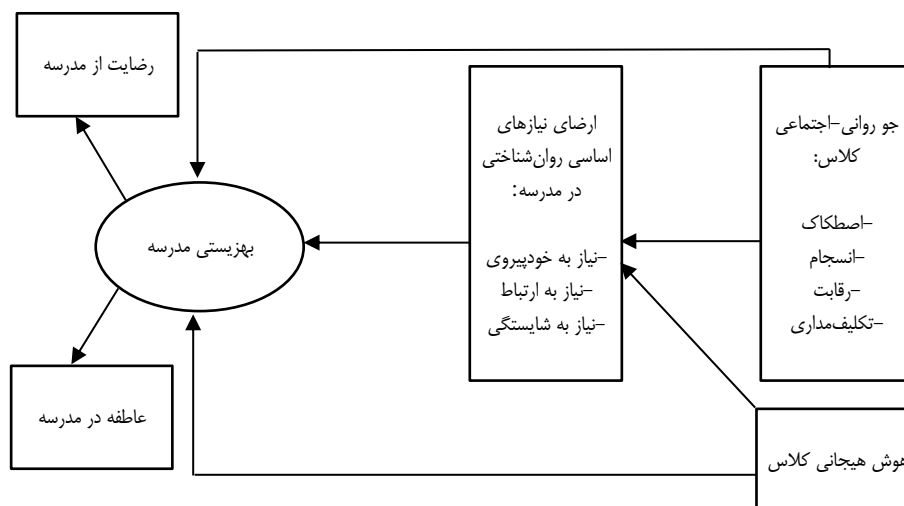 جو روانی-اجتماعی
کلاس:
-اصطکاک
-انسجام
-رقابت
-تکلیف‌مداری
هوش هیجانی کلاس
ارضای نیازهای
اساسی روان‌شناختی
در مدرسه:
-نیاز به خودپیروی
-نیاز به ارتباط
-نیاز به شایستگی
بهزیستی مدرسه
رضایت از مدرسه
عاطفه در مدرسه